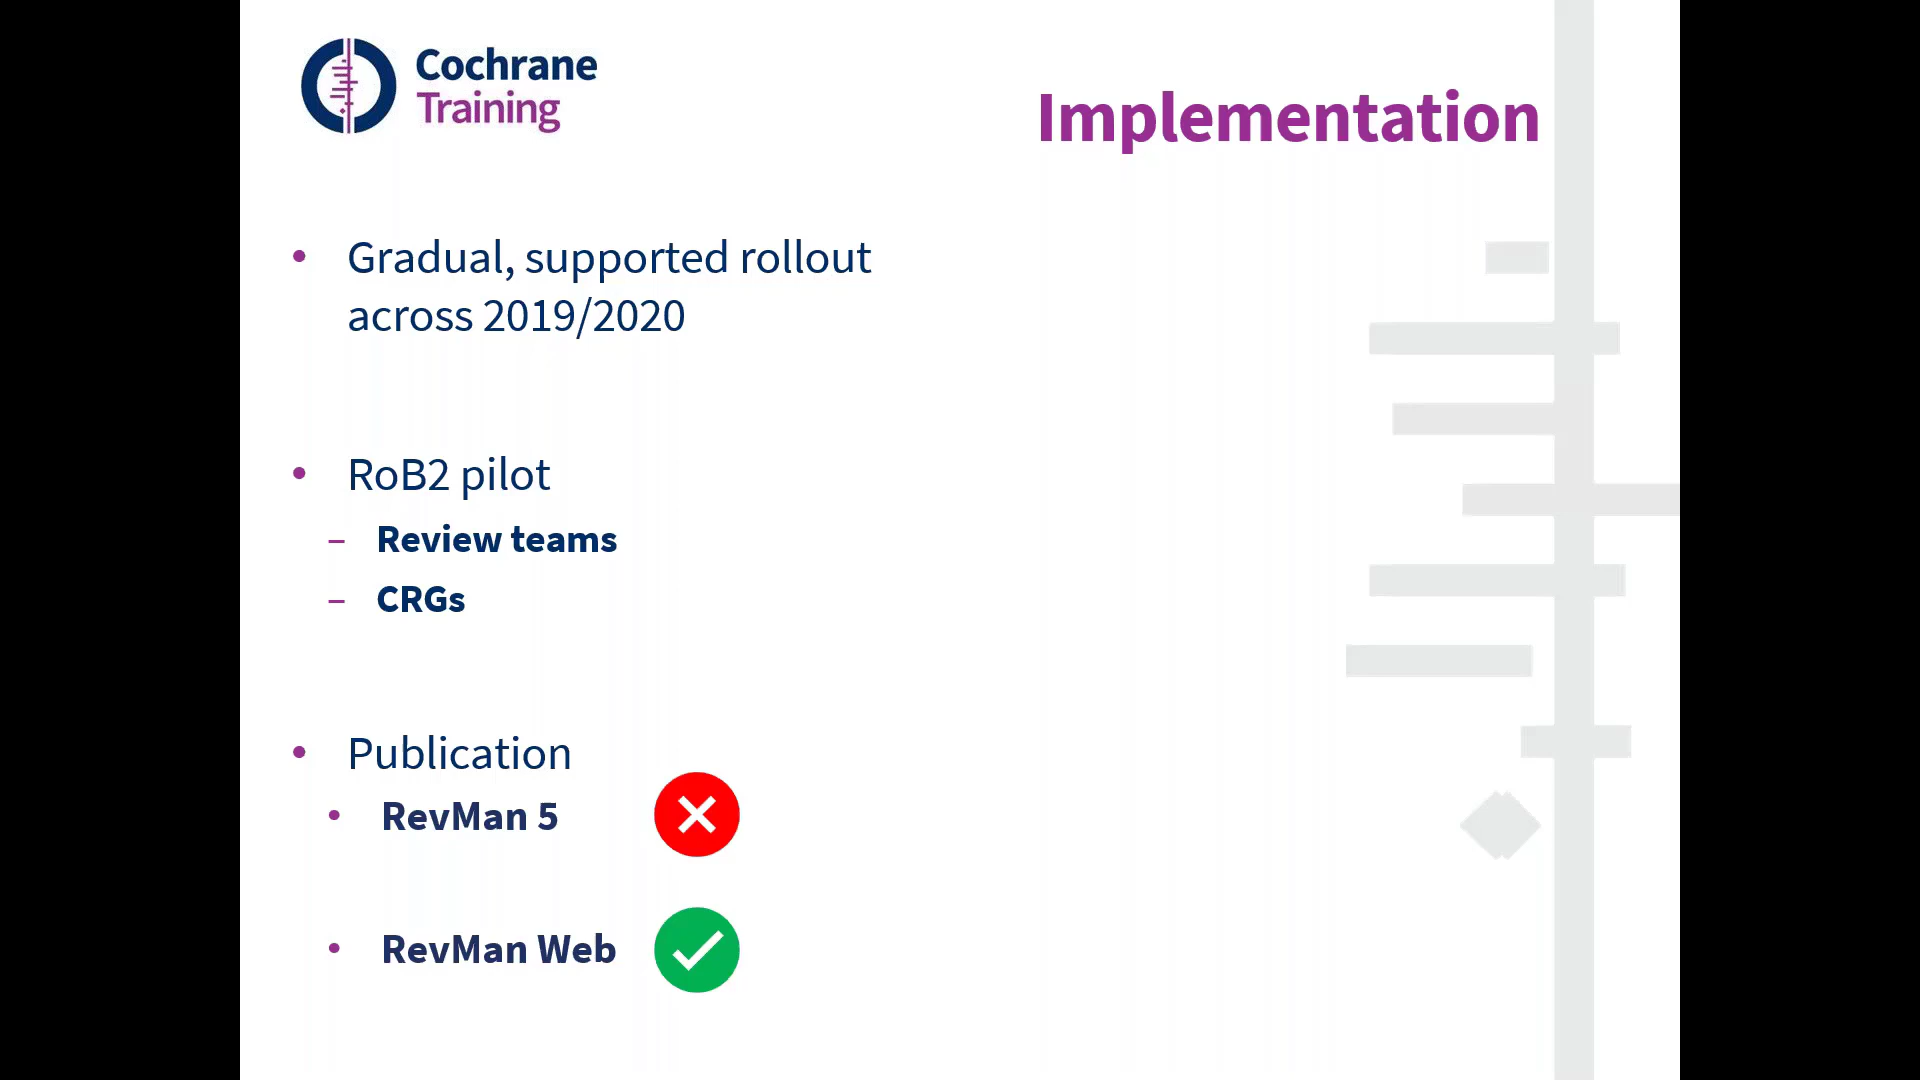 Cochrane
Training
Implementation
• Gradual, supported rollout
across 2019/2020
• RoB2 pilot
– Review teams
– CRGs
• Publication
• RevMan 5
• RevMan Web